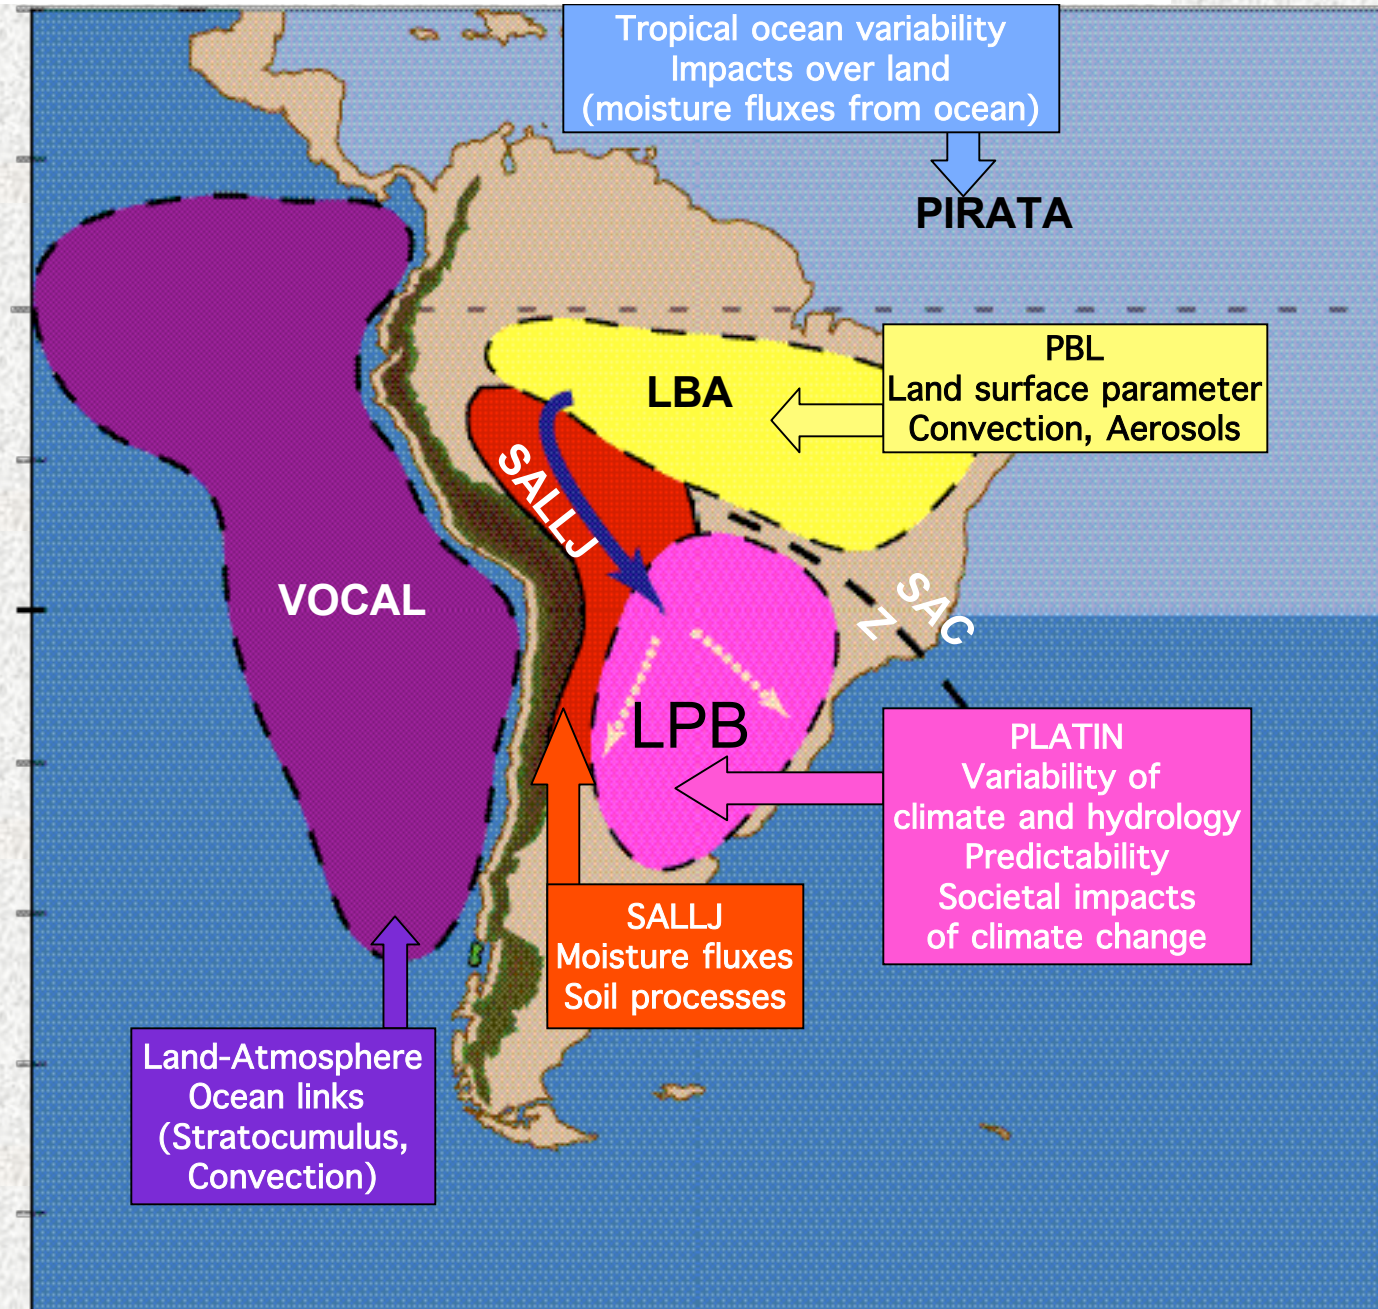 Tropical ocean variability
Impacts over land
(moisture fluxes from ocean)
PIRATA
PBL
Land surface parameter
Convection, Aerosols
LBA
SALLJ
VOCAL
SAC
Z
LPB
PLATIN
Variability of
climate and hydrology
Predictability
Societal impacts
of climate change
SALLJ
Moisture fluxes
Soil processes
Land-Atmosphere
Ocean links
(Stratocumulus,
Convection)